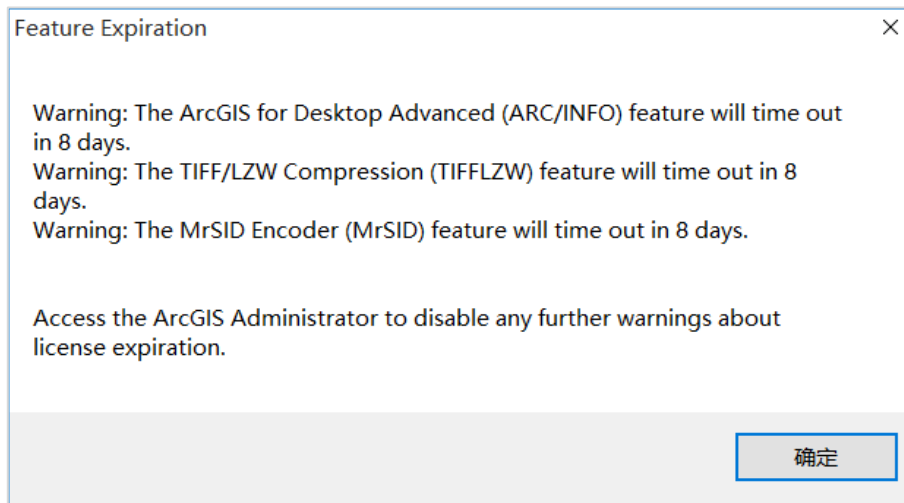 Feature Expiration
Warning: The ArcGIS for Desktop Advanced (ARC/INFO) feature will time out
in 8 days.
Warning: The TIFF/LZW Compression (TIFFLZW) feature will time out in 8
days.
Warning: The MrSID Encoder (MrSID) feature will time out in 8 days.
Access the ArcGIS Administrator to disable any further warnings about
license expiration.
确定